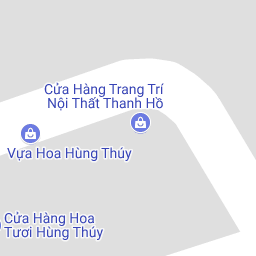 Cửa Hàng Trang Trí
Nội Thất Thanh Hồ
Vựa Hoa Hùng Thúy
Cửa Hàng Hoa
Tươi Hùng Thúy